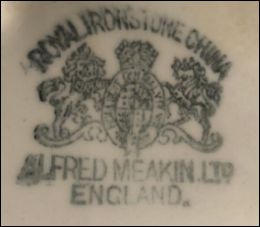 ROYAL IRONSTONE CHINA
ALFRED MEAKIN. LTD
ENGLAND.